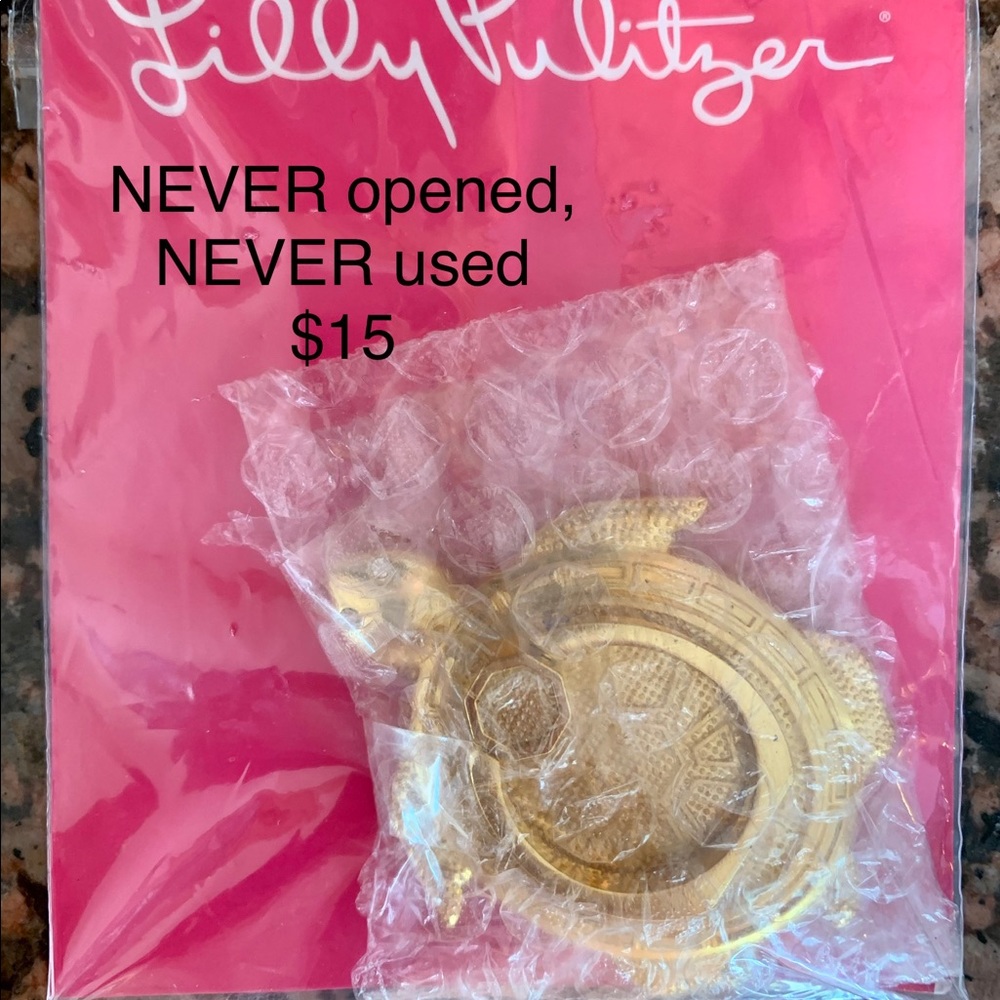 Lilly Pulitzer®
NEVER opened,
NEVER used
$15